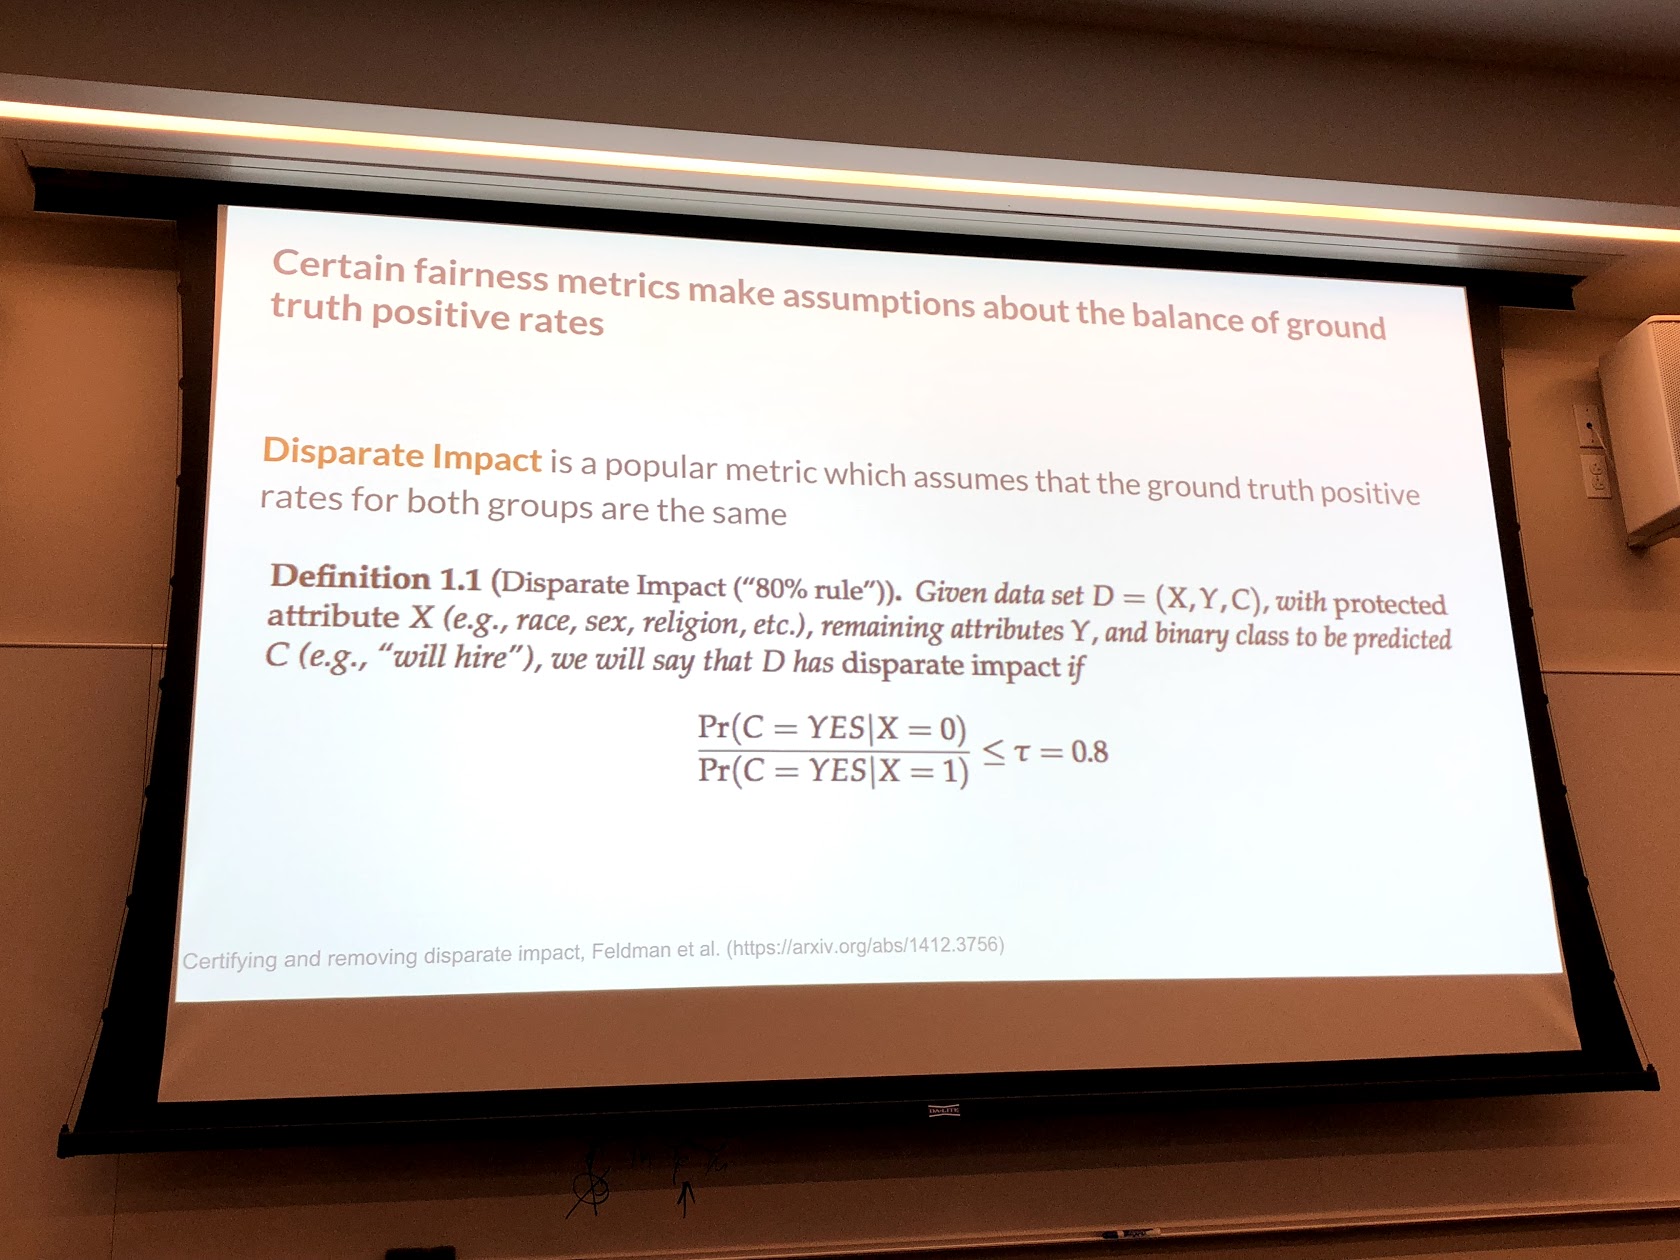 Certain fairness metrics make assumptions about the balance of ground
truth positive rates
Disparate Impact is a popular metric which assumes that the ground truth positive
rates for both groups are the same
Definition 1.1 (Disparate Impact (“80% rule”)). Given data set D = (X,Y,C), with protected
attribute X (e.g., race, sex, religion, etc.), remaining attributes Y, and binary class to be predicted
C (e.g., “will hire”), we will say that D has disparate impact if
Pr(C = YES|X = 0)
Pr(C = YES|X = 1)
≤ τ = 0.8
Certifying and removing disparate impact, Feldman et al. (https://arxiv.org/abs/1412.3756)
DA-LITE